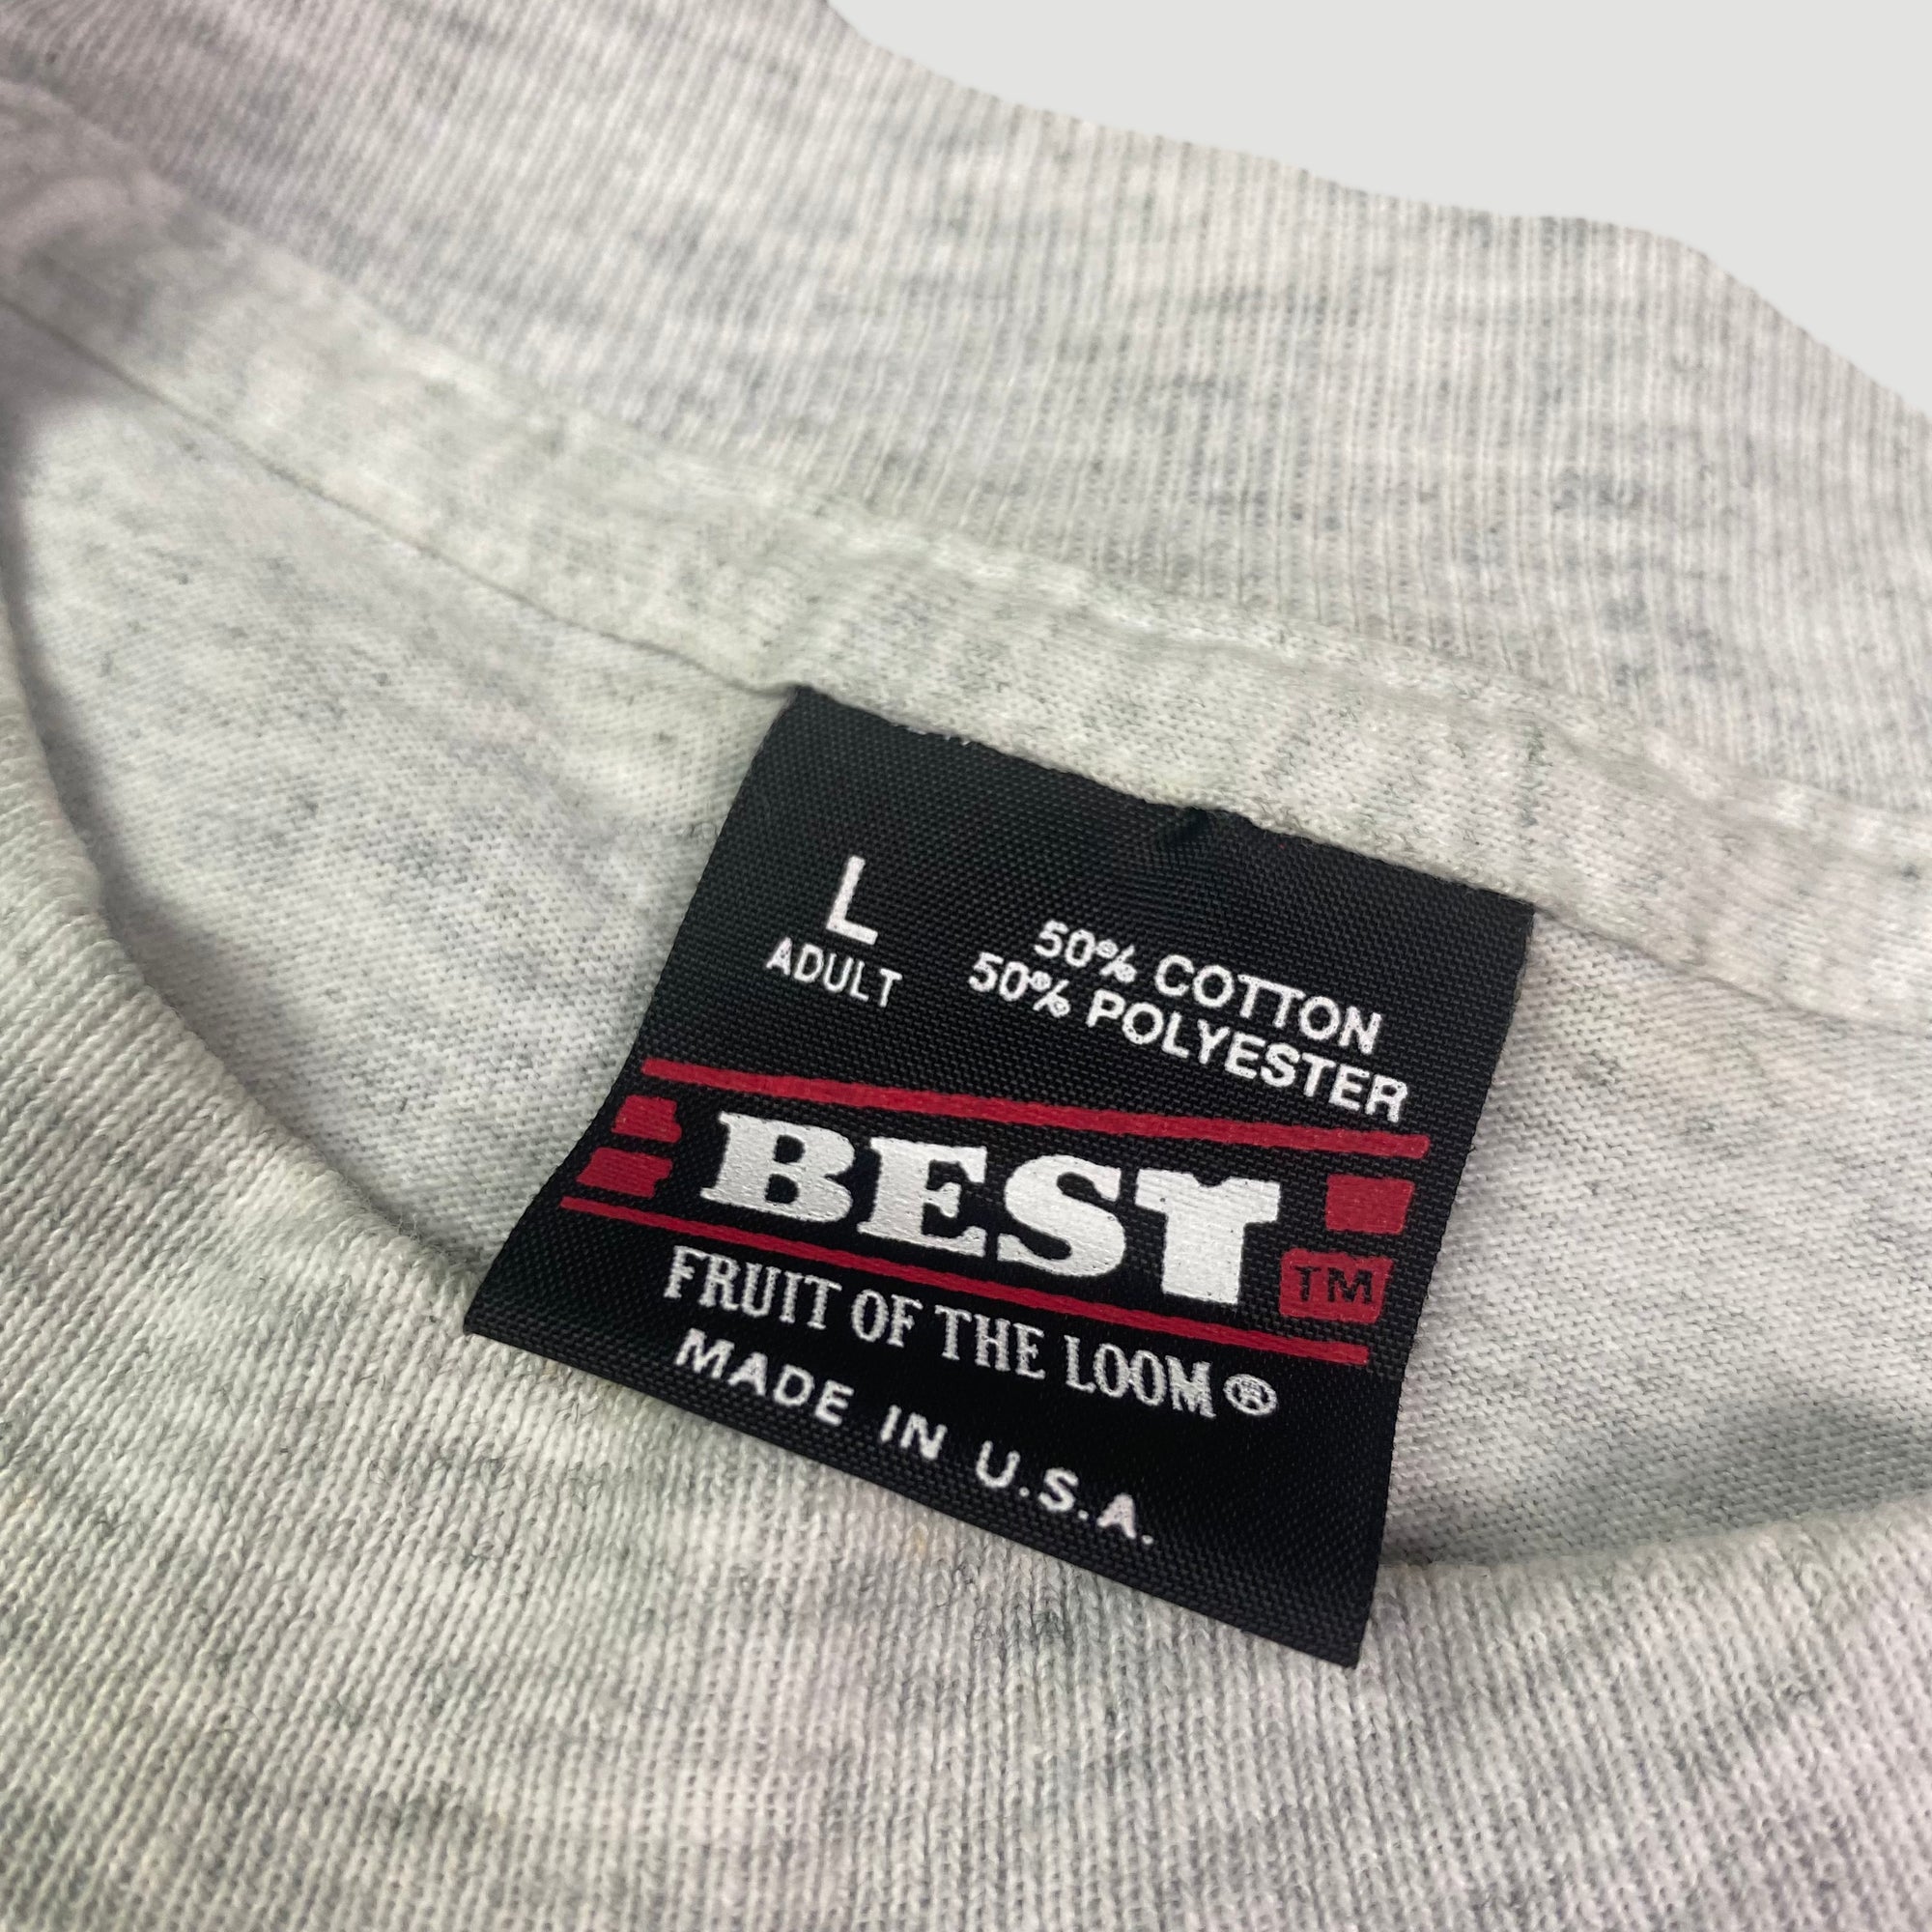 L
ADULT
50% COTTON
50% POLYESTER
BEST
TM
FRUIT OF THE LOOM®
MADE IN U.S.A.